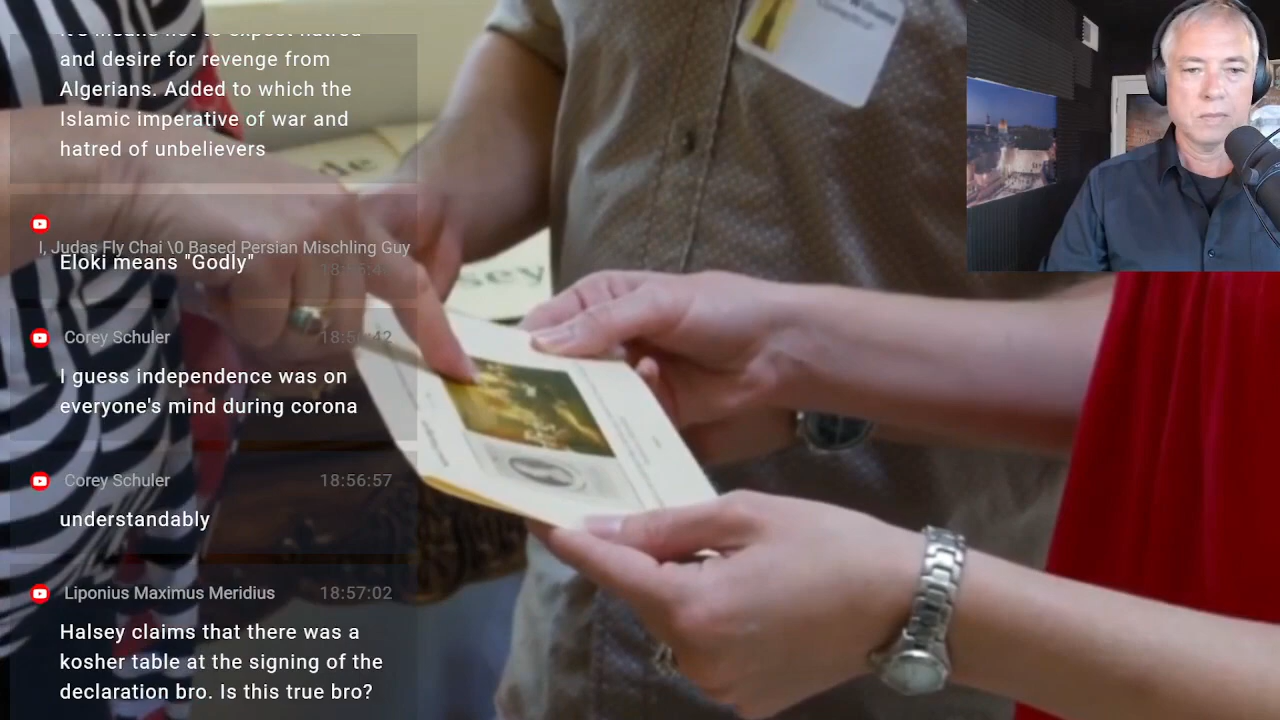 and desire for revenge from
Algerians. Added to which the
Islamic imperative of war and
hatred of unbelievers
I, Judas Fly Chai \0 Based Persian Mischling Guy
Eloki means "Godly"
Corey Schuler
I guess independence was on
everyone's mind during corona
Corey Schuler 18:56:57
understandably
Liponius Maximus Meridius 18:57:02
Halsey claims that there was a
kosher table at the signing of the
declaration bro. Is this true bro?